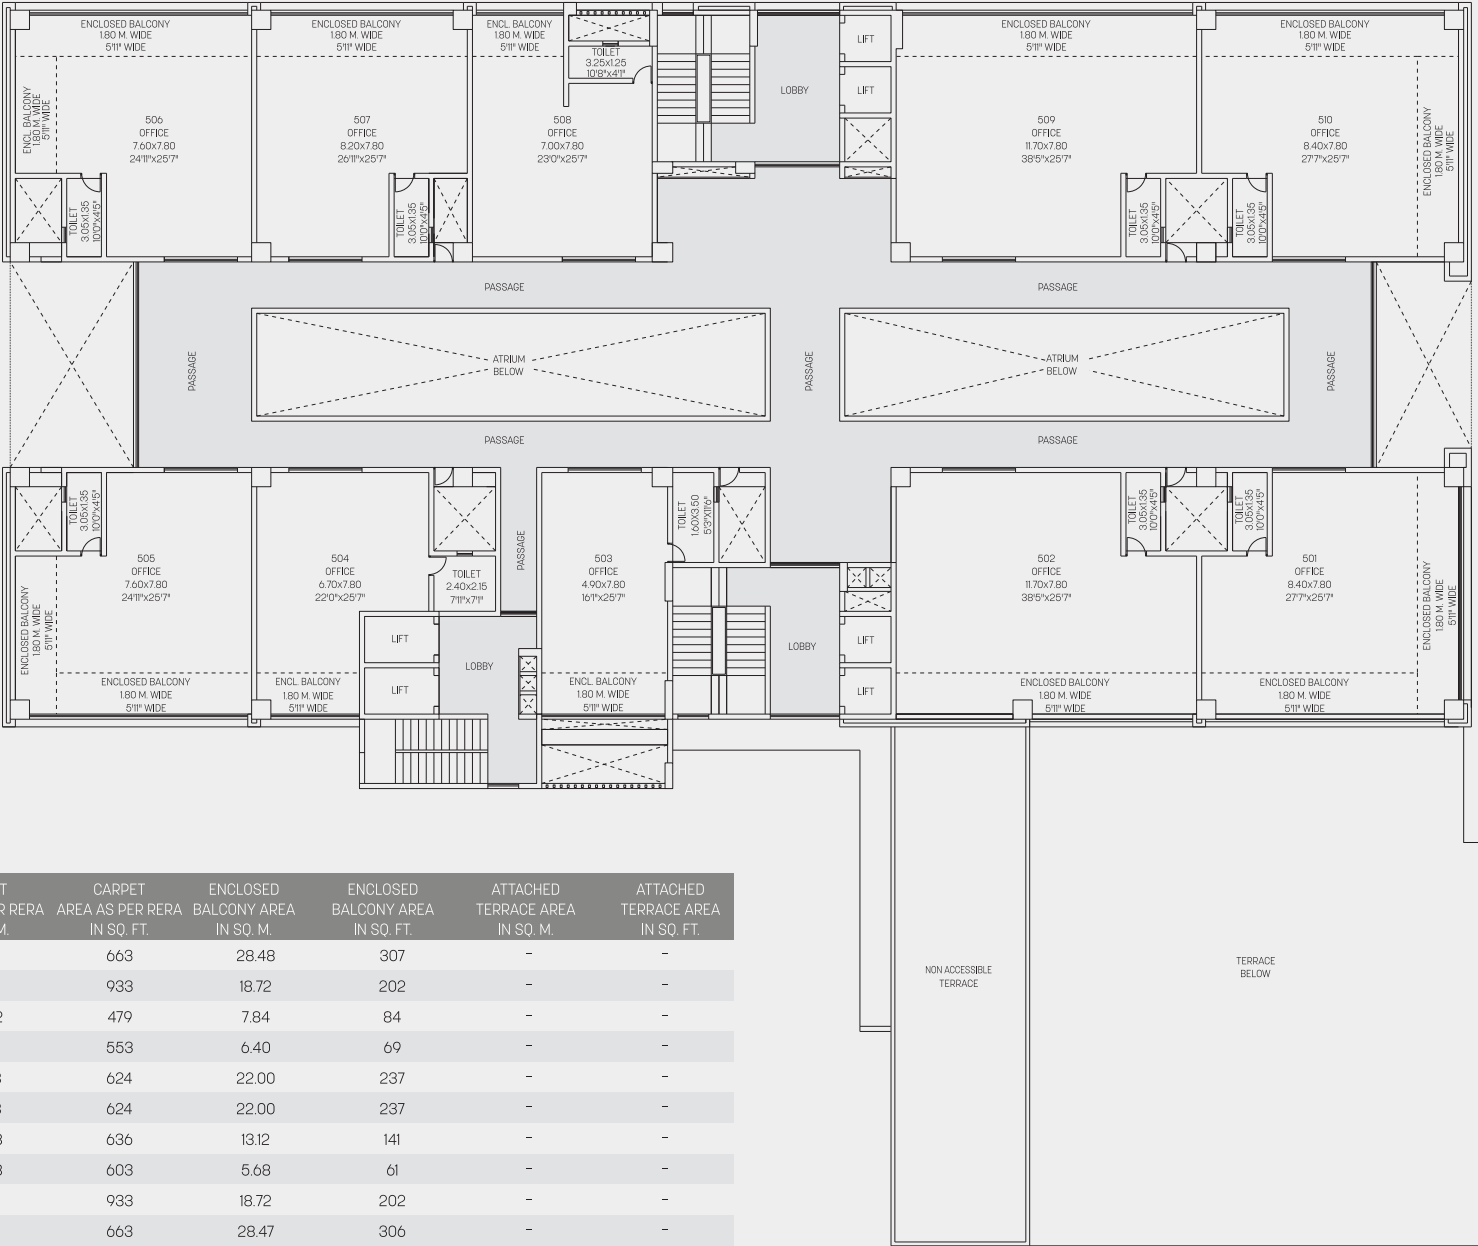 ENCLOSED BALCONY
1.80 M. WIDE
5'11" WIDE
ENCLOSED BALCONY
1.80 M. WIDE
5'11" WIDE
ENCL. BALCONY
1.80 M. WIDE
5'11" WIDE
TOILET
3.25x1.25
10'8"x4'1"
LOBBY
LIFT
LIFT
ENCLOSED BALCONY
1.80 M. WIDE
5'11" WIDE
ENCLOSED BALCONY
1.80 M. WIDE
5'11" WIDE
ENCL. BALCONY
1.80 M. WIDE
5'11" WIDE
506
OFFICE
7.60x7.80
24'11"x25'7"
507
OFFICE
8.20x7.80
26'11"x25'7"
508
OFFICE
7.00x7.80
23'0"x25'7"
509
OFFICE
11.70x7.80
38'5"x25'7"
510
OFFICE
8.40x7.80
27'7"x25'7"
ENCLOSED BALCONY
1.80 M. WIDE
5'11" WIDE
TOILET
3.05x1.35
10'0"x4'5"
TOILET
3.05x1.35
10'0"x4'5"
TOILET
3.05x1.35
10'0"x4'5"
TOILET
3.05x1.35
10'0"x4'5"
PASSAGE
PASSAGE
PASSAGE
ATRIUM
BELOW
PASSAGE
ATRIUM
BELOW
PASSAGE
PASSAGE
PASSAGE
TOILET
3.05x1.35
10'0"x4'5"
TOILET
1.60X3.50
5'3"X11'6"
TOILET
3.05x1.35
10'0"x4'5"
TOILET
3.05x1.35
10'0"x4'5"
505
OFFICE
7.60x7.80
24'11"x25'7"
504
OFFICE
6.70x7.80
22'0"x25'7"
TOILET
2.40x2.15
7'11"x7'1"
PASSAGE
503
OFFICE
4.90x7.80
16'1"x25'7"
502
OFFICE
11.70x7.80
38'5"x25'7"
501
OFFICE
8.40x7.80
27'7"x25'7"
ENCLOSED BALCONY
1.80 M. WIDE
5'11" WIDE
ENCLOSED BALCONY
1.80 M. WIDE
5'11" WIDE
LIFT
LIFT
LOBBY
LOBBY
LIFT
LIFT
ENCLOSED BALCONY
1.80 M. WIDE
5'11" WIDE
ENCL. BALCONY
1.80 M. WIDE
5'11" WIDE
ENCL. BALCONY
1.80 M. WIDE
5'11" WIDE
ENCLOSED BALCONY
1.80 M. WIDE
5'11" WIDE
ENCLOSED BALCONY
1.80 M. WIDE
5'11" WIDE
NON ACCESSIBLE
TERRACE
TERRACE
BELOW
T CARPET ENCLOSED ENCLOSED ATTACHED ATTACHED
R RERA AREA AS PER RERA BALCONY AREA BALCONY AREA TERRACE AREA TERRACE AREA
M. IN SQ. FT. IN SQ. M. IN SQ. FT. IN SQ. M. IN SQ. FT.
663 28.48 307 - -
933 18.72 202 - -
2 479 7.84 84 - -
553 6.40 69 - -
3 624 22.00 237 - -
3 624 22.00 237 - -
3 636 13.12 141 - -
3 603 5.68 61 - -
933 18.72 202 - -
663 28.47 306 - -